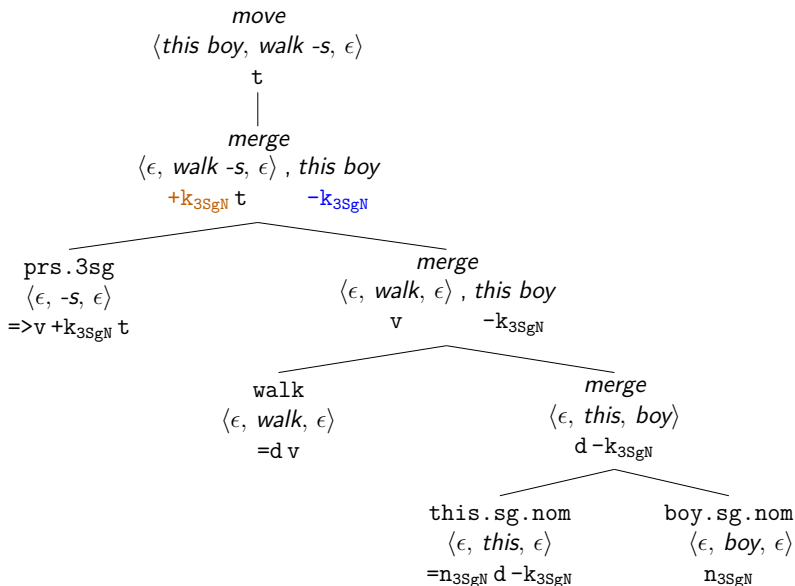 move
⟨this boy, walk -s, ϵ⟩
t
merge
⟨ϵ, walk -s, ϵ⟩ , this boy
+k3SgN t −k3SgN
prs.3sg
⟨ϵ, -s, ϵ⟩
=>v +k3SgN t
merge
⟨ϵ, walk, ϵ⟩ , this boy
v −k3SgN
walk
⟨ϵ, walk, ϵ⟩
=d v
merge
⟨ϵ, this, boy⟩
d −k3SgN
this.sg.nom
⟨ϵ, this, ϵ⟩
=n3SgN d −k3SgN
boy.sg.nom
⟨ϵ, boy, ϵ⟩
n3SgN